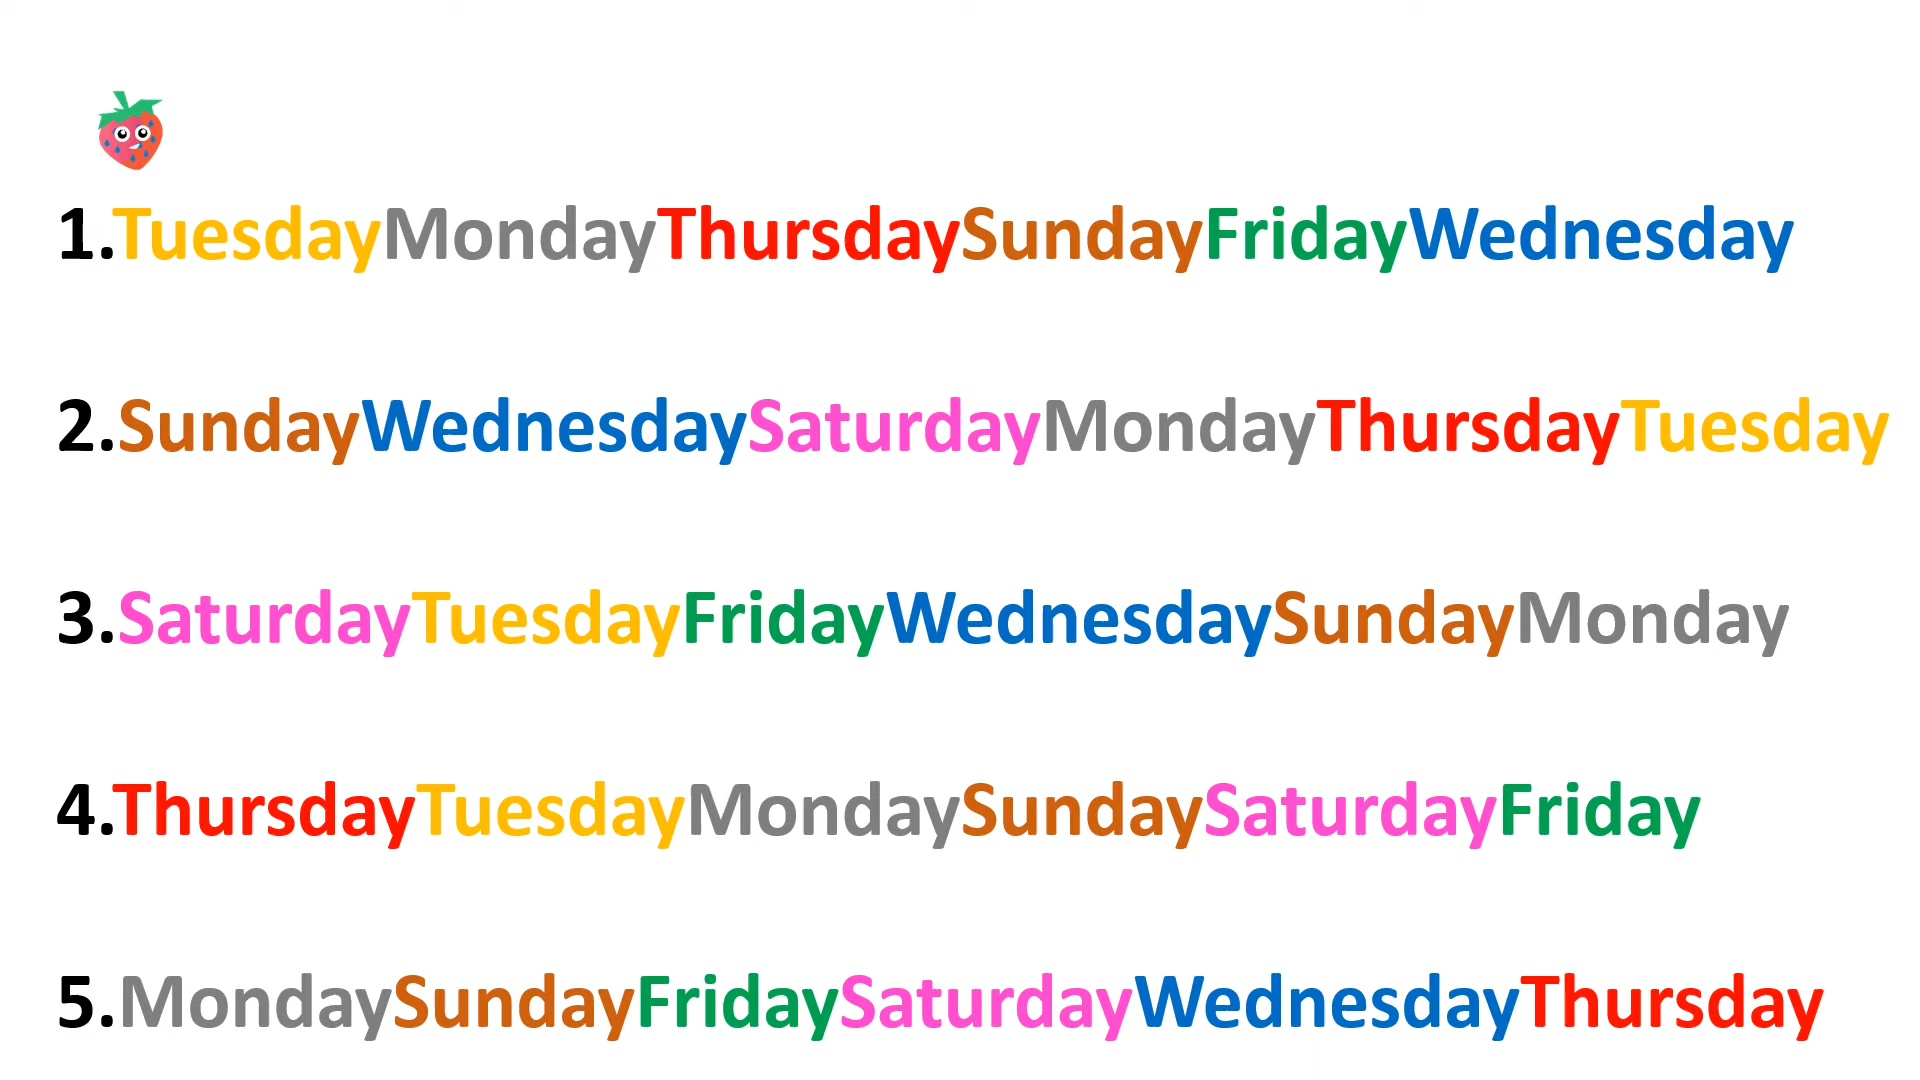 1.TuesdayMondayThursdaySundayFridayWednesday
2.SundayWednesdaySaturdayMondayThursdayTuesday
3.SaturdayTuesdayFridayWednesdaySundayMonday
4.ThursdayTuesdayMondaySundaySaturdayFriday
5.MondaySundayFridaySaturdayWednesdayThursday